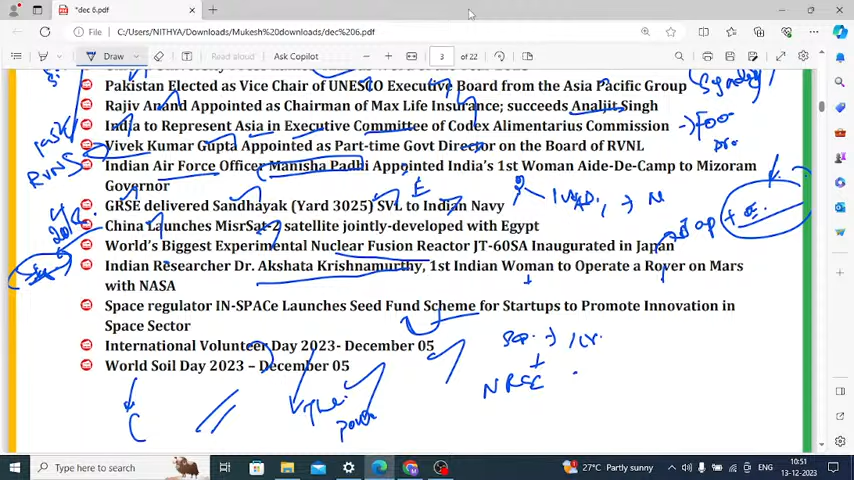 *dec 6.pdf
C:/Users/NITHYA/Downloads/Mukesh%20downloads/dec%206.pdf
Draw Read aloud Ask Copilot 3 of 22
Pakistan Elected as Vice Chair of UNESCO Executive Board from the Asia Pacific Group
Rajiv Anand Appointed as Chairman of Max Life Insurance; succeeds Analjit Singh
India to Represent Asia in Executive Committee of Codex Alimentarius Commission
Vivek Kumar Gupta Appointed as Part-time Govt Director on the Board of RVNL
Indian Air Force Officer Manisha Padhi Appointed India's 1st Woman Aide-De-Camp to Mizoram
Governor
GRSE delivered Sandhayak (Yard 3025) SVL to Indian Navy
China Launches MisrSat-2 satellite jointly-developed with Egypt
World's Biggest Experimental Nuclear Fusion Reactor JT-60SA Inaugurated in Japan
Indian Researcher Dr. Akshata Krishnamurthy, 1st Indian Woman to Operate a Rover on Mars
with NASA
Space regulator IN-SPACe Launches Seed Fund Scheme for Startups to Promote Innovation in
Space Sector
International Volunteer Day 2023- December 05
World Soil Day 2023 – December 05
1 cr.
The
Type here to search
27°C Partly sunny
ENG
10:51
13-12-2023